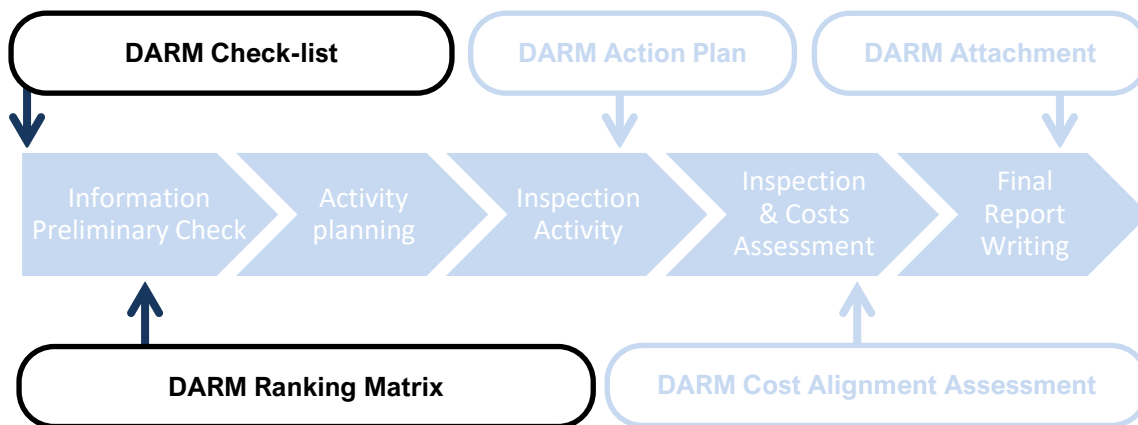 DARM Check-list
DARM Action Plan
DARM Attachment
Information
Preliminary Check
Activity
planning
Inspection
Activity
Inspection
& Costs
Assessment
Final
Report
Writing
DARM Ranking Matrix
DARM Cost Alignment Assessment